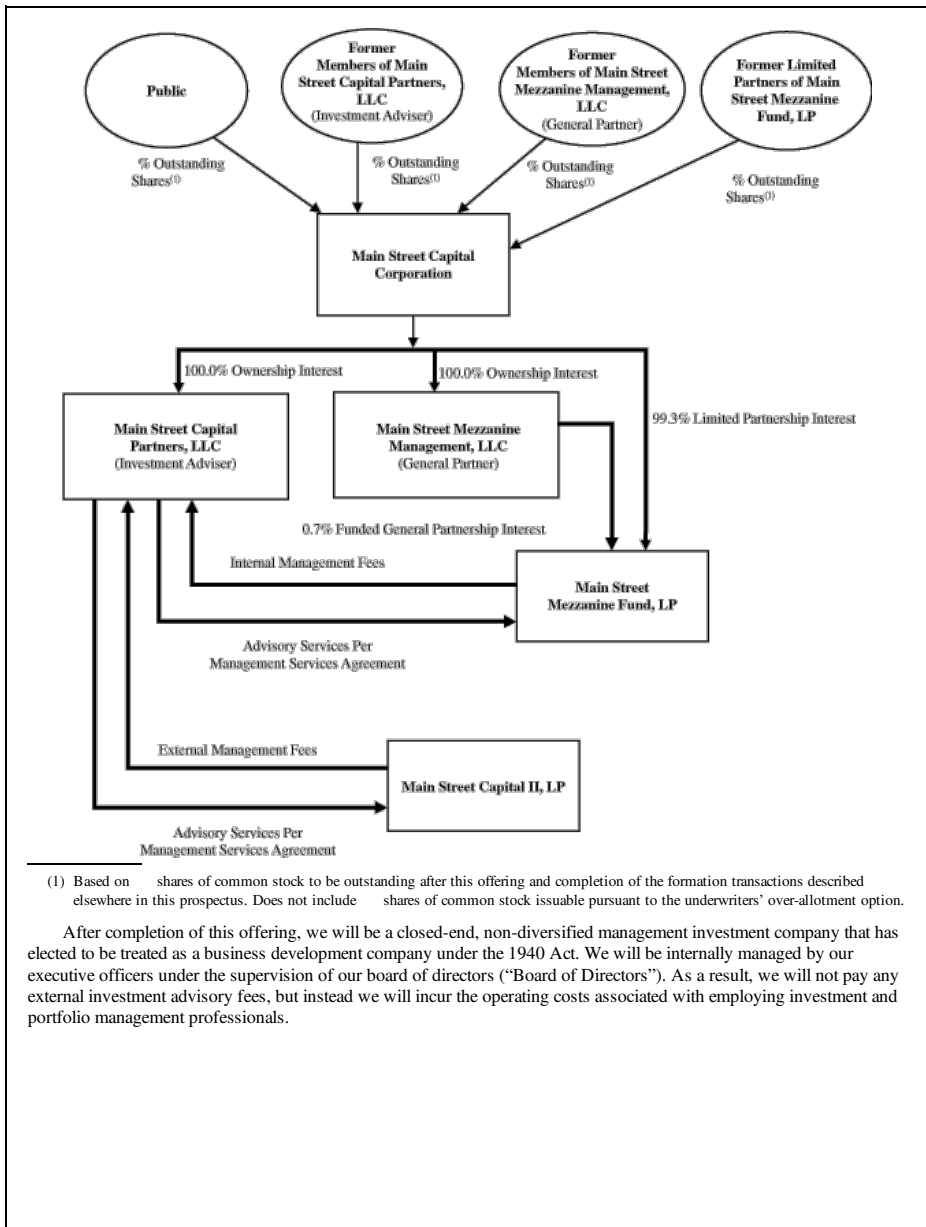 Public
Former
Members of Main
Street Capital Partners,
LLC
(Investment Adviser)
Former
Members of Main Street
Mezzanine Management,
LLC
(General Partner)
Former Limited
Partners of Main
Street Mezzanine
Fund, LP
% Outstanding
Shares(1)
% Outstanding
Shares(1)
% Outstanding
Shares(1)
% Outstanding
Shares(1)
Main Street Capital
Corporation
100.0% Ownership Interest
100.0% Ownership Interest
99.3% Limited Partnership Interest
Main Street Capital
Partners, LLC
(Investment Adviser)
Main Street Mezzanine
Management, LLC
(General Partner)
0.7% Funded General Partnership Interest
Internal Management Fees
Main Street
Mezzanine Fund, LP
Advisory Services Per
Management Services Agreement
External Management Fees
Main Street Capital II, LP
Advisory Services Per
Management Services Agreement
(1) Based on shares of common stock to be outstanding after this offering and completion of the formation transactions described
elsewhere in this prospectus. Does not include shares of common stock issuable pursuant to the underwriters’ over-allotment option.
After completion of this offering, we will be a closed-end, non-diversified management investment company that has
elected to be treated as a business development company under the 1940 Act. We will be internally managed by our
executive officers under the supervision of our board of directors (“Board of Directors”). As a result, we will not pay any
external investment advisory fees, but instead we will incur the operating costs associated with employing investment and
portfolio management professionals.